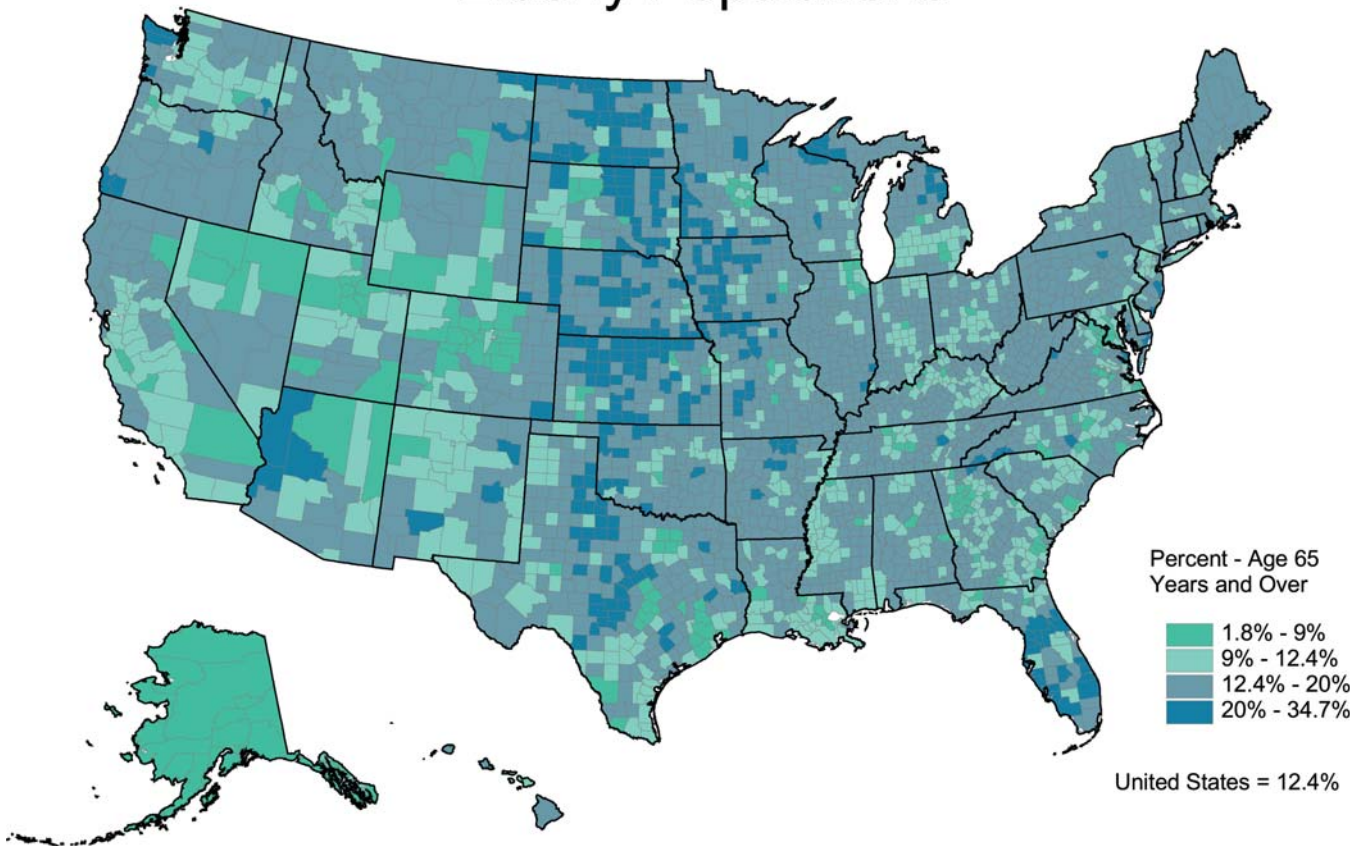 Percent - Age 65
Years and Over
1.8% - 9%
9% - 12.4%
12.4% - 20%
20% - 34.7%
United States = 12.4%